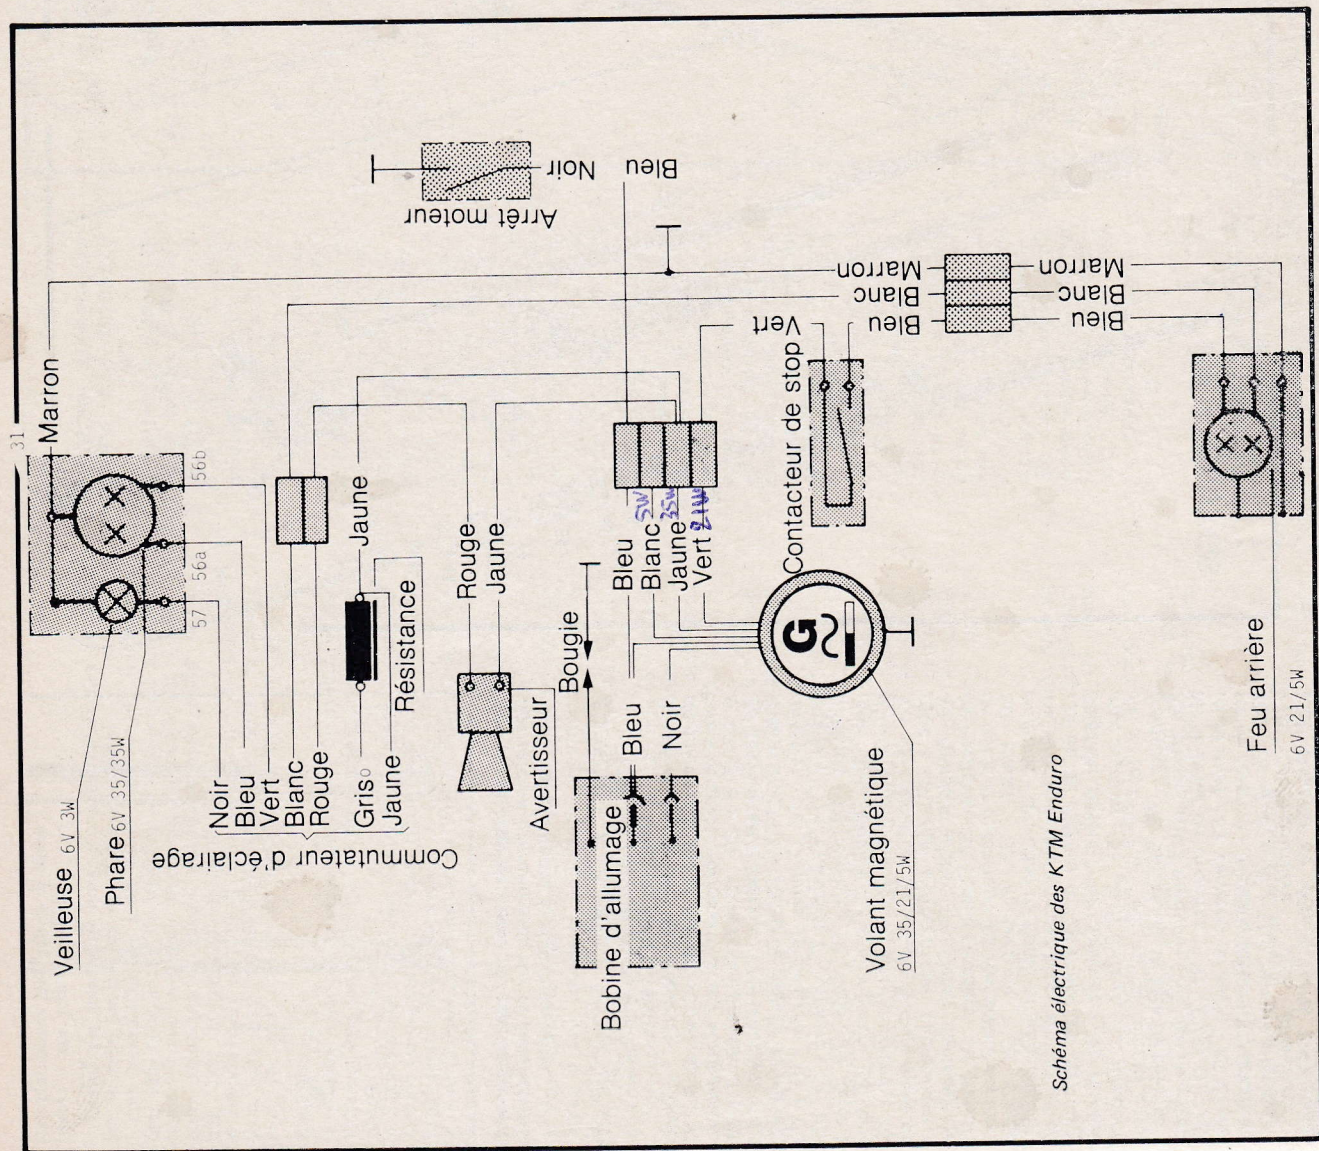 31
Marron
56b
56a
57
Veilleuse 6V 3W
Phare 6V 35/35W
Noir
Bleu
Vert
Blanc
Rouge
Gris
Jaune
Commutateur d'éclairage
Jaune
Résistance
Rouge
Jaune
Avertisseur
Arrêt moteur
Noir
Bleu
Bougie
Bobine d'allumage
Bleu
Noir
Bleu
Blanc 5W
Jaune 35W
Vert 21W
G
Volant magnétique
6V 35/21/5W
Contacteur de stop
Vert
Marron
Blanc
Bleu
Marron
Blanc
Bleu
Feu arrière
6V 21/5W
Schéma électrique des KTM Enduro